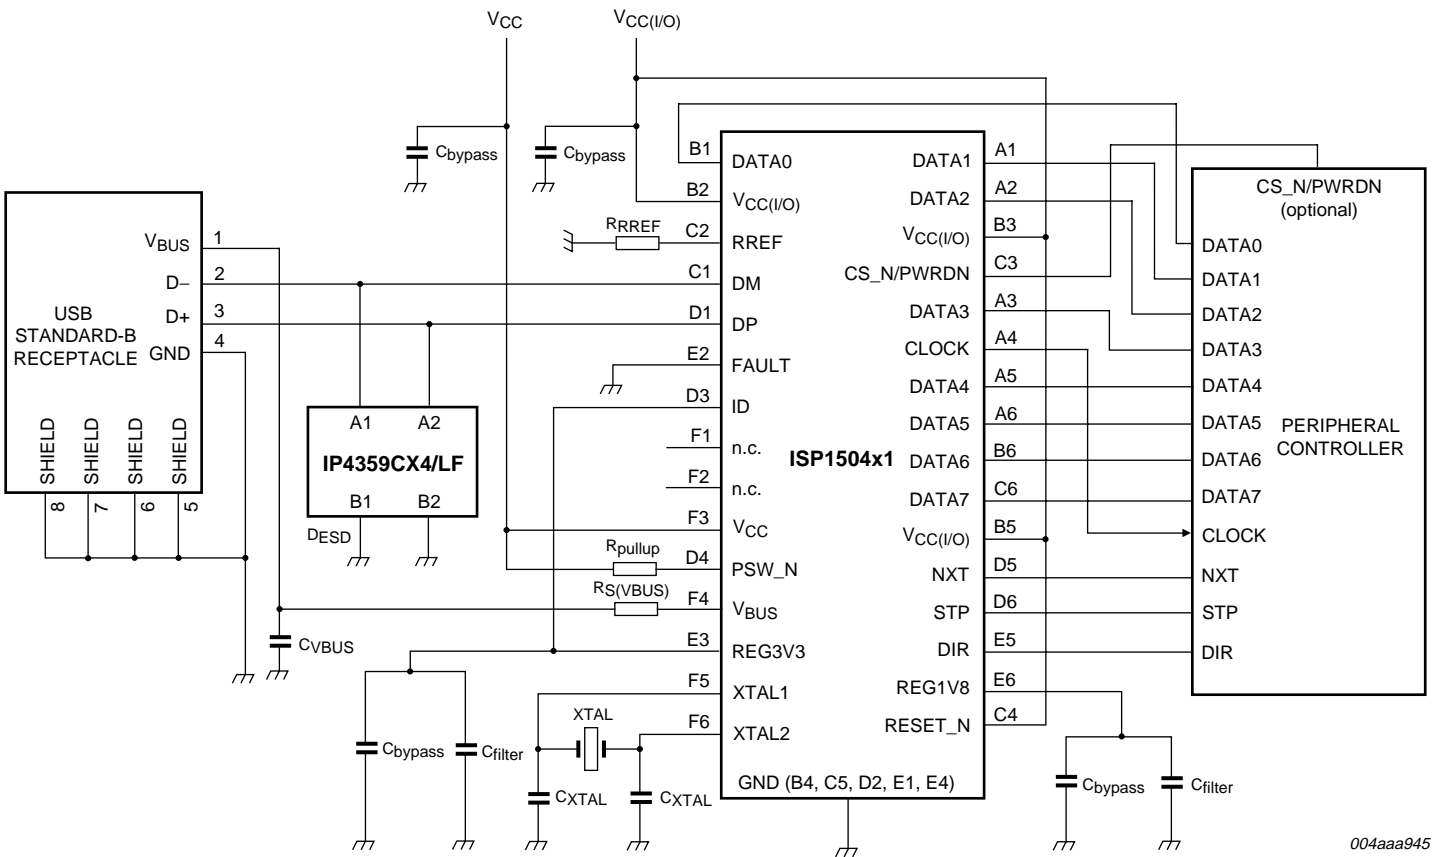 VCC
VCC(I/O)
Cbypass
Cbypass
USB
STANDARD-B
RECEPTACLE
VBUS
1
D−
2
D+
3
GND
4
SHIELD
SHIELD
SHIELD
SHIELD
8
7
6
5
CVBUS
A1
A2
IP4359CX4/LF
B1
B2
DESD
RRREF
Rpullup
RS(VBUS)
Cbypass
Cfilter
XTAL
CXTAL
CXTAL
B1
DATA0
B2
VCC(I/O)
C2
RREF
C1
DM
D1
DP
E2
FAULT
D3
ID
F1
n.c.
F2
n.c.
F3
VCC
D4
PSW_N
F4
VBUS
E3
REG3V3
F5
XTAL1
F6
XTAL2
ISP1504x1
GND (B4, C5, D2, E1, E4)
DATA1
A1
DATA2
A2
VCC(I/O)
B3
CS_N/PWRDN
C3
DATA3
A3
CLOCK
A4
DATA4
A5
DATA5
A6
DATA6
B6
DATA7
C6
VCC(I/O)
B5
NXT
D5
STP
D6
DIR
E5
REG1V8
E6
RESET_N
C4
Cbypass
Cfilter
CS_N/PWRDN
(optional)
DATA0
DATA1
DATA2
DATA3
DATA4
DATA5
DATA6
DATA7
CLOCK
NXT
STP
DIR
PERIPHERAL
CONTROLLER
004aaa945